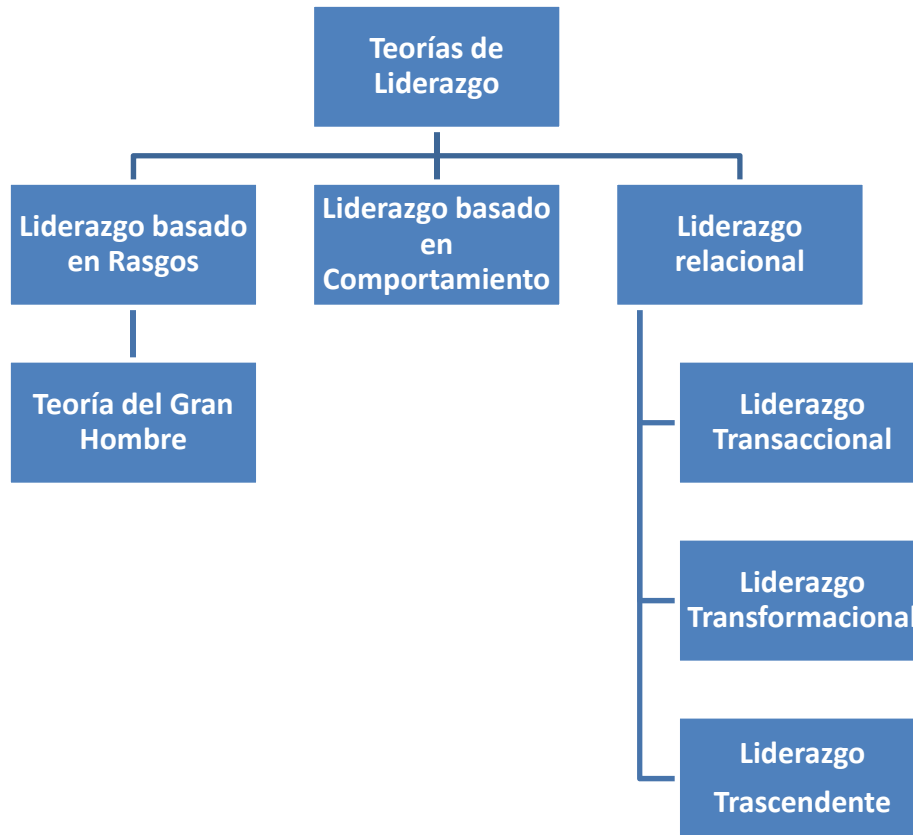 Teorías de
Liderazgo
Liderazgo basado
en Rasgos
Liderazgo basado
en
Comportamiento
Liderazgo
relacional
Teoría del Gran
Hombre
Liderazgo
Transaccional
Liderazgo
Transformacional
Liderazgo
Trascendente